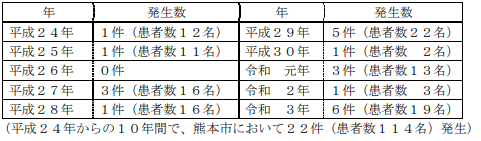 年 発生数 年 発生数
平成２４年 １件（患者数１２名） 平成２９年 ５件（患者数２２名）
平成２５年 １件（患者数１１名） 平成３０年 １件（患者数　２名）
平成２６年 ０件 令和　元年 ３件（患者数１３名）
平成２７年 ３件（患者数１６名） 令和　２年 １件（患者数　３名）
平成２８年 １件（患者数１６名） 令和　３年 ６件（患者数１９名）
（平成２４年からの１０年間で、熊本市において２２件（患者数１１４名）発生）